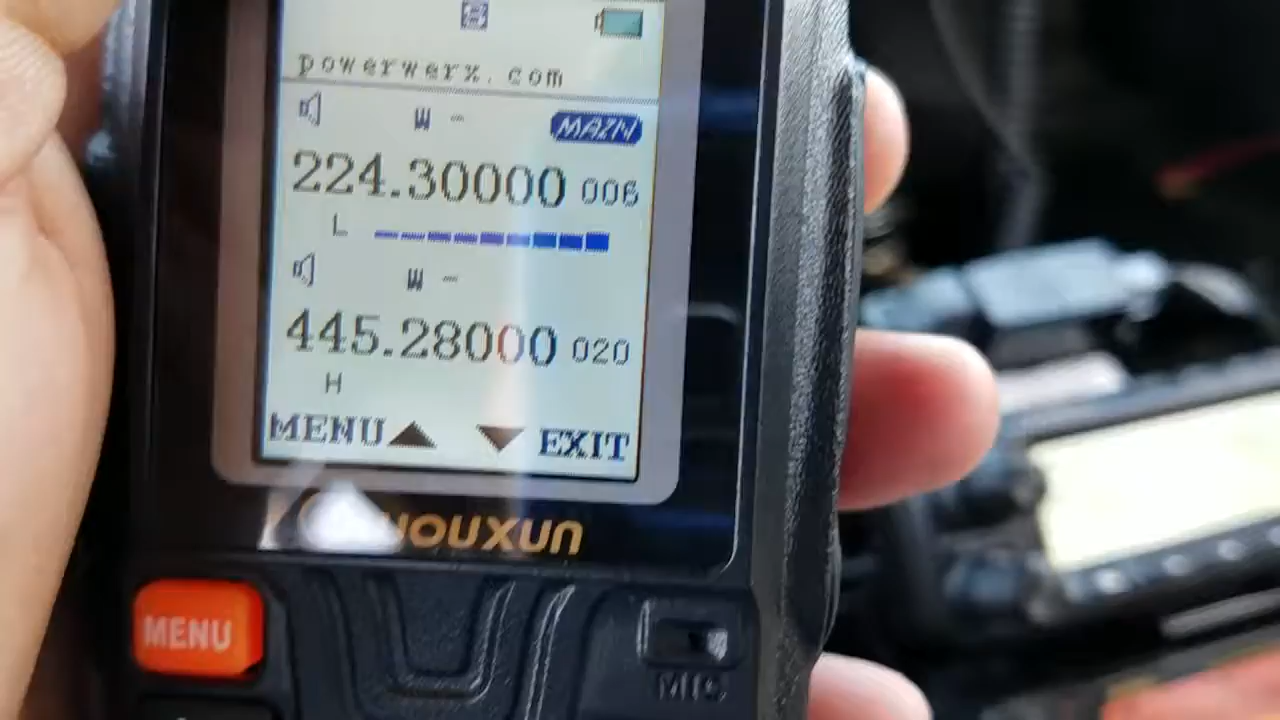 powerwerx.com
W - MAIN
224.30000 006
L
W -
445.28000 020
H
MENU EXIT
ouxun
MENU
MIC